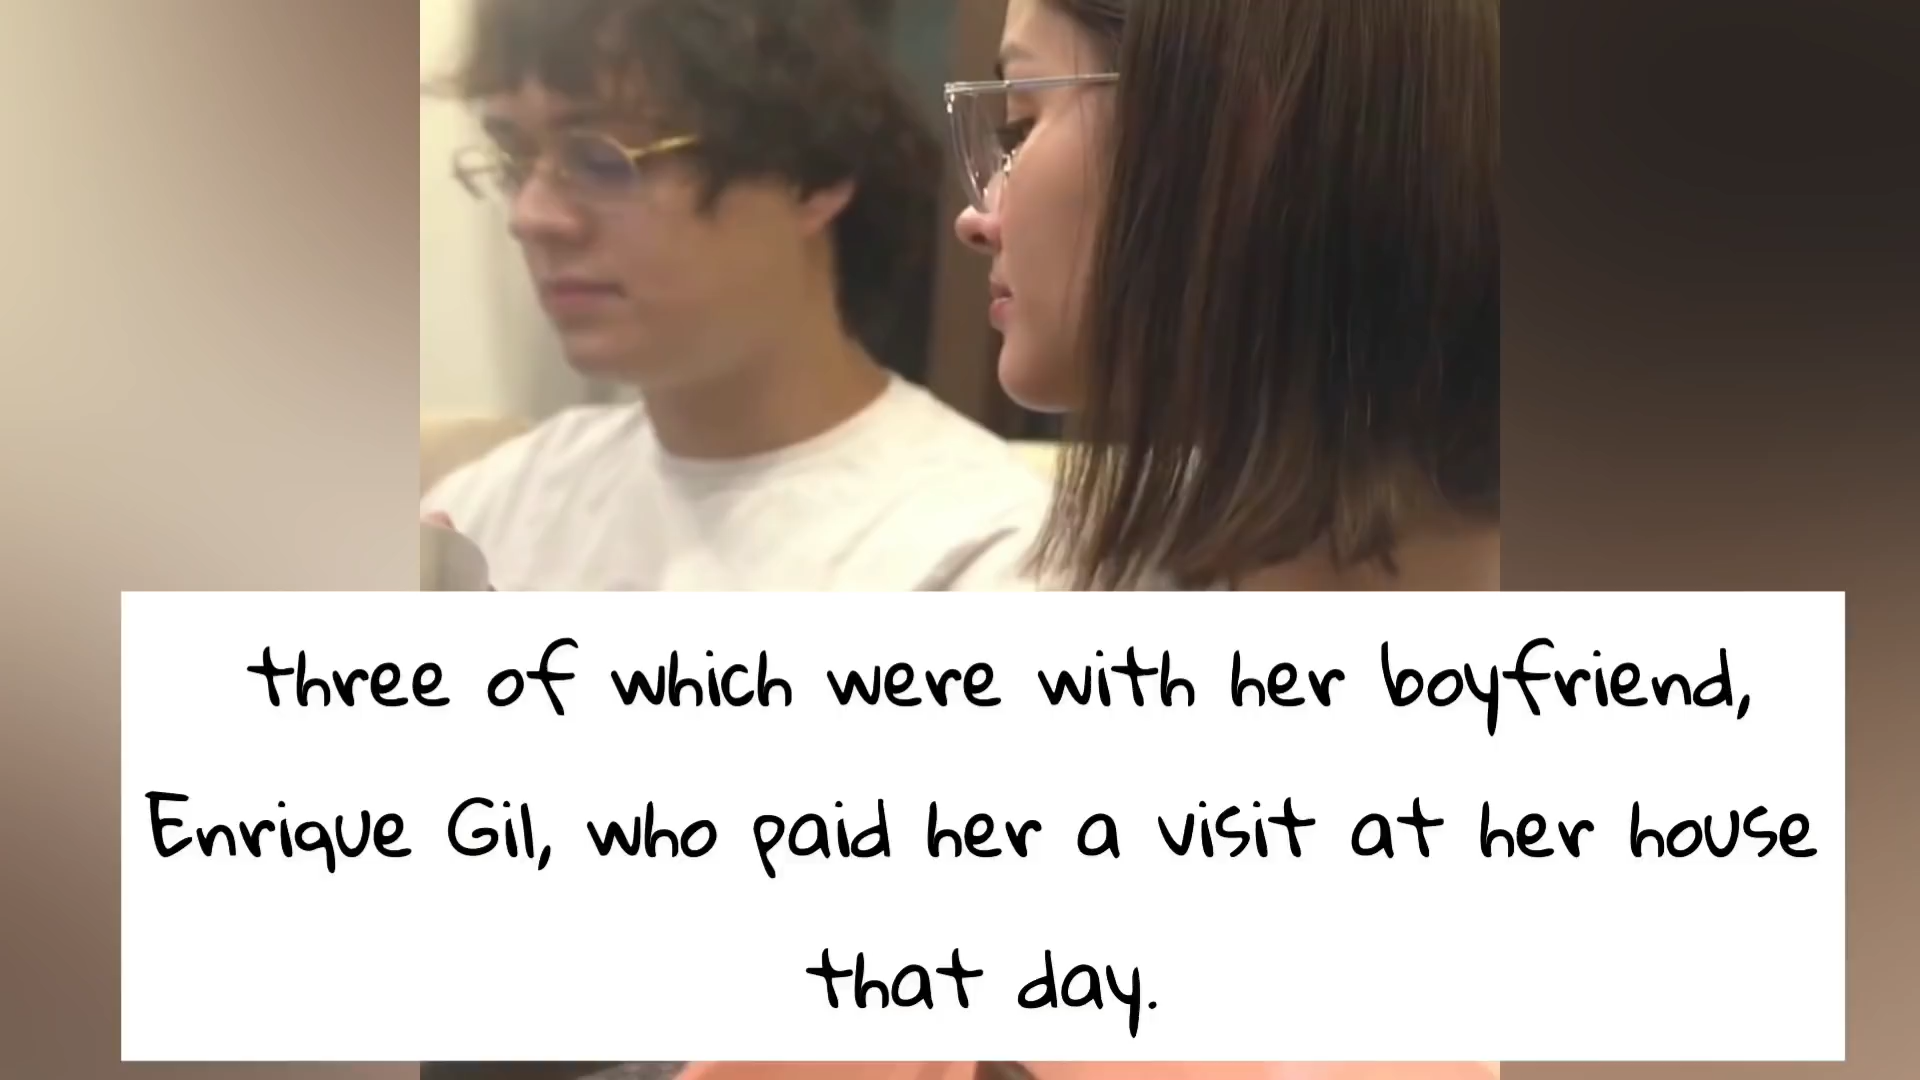 three of which were with her boyfriend,
Enrique Gil, who paid her a visit at her house
that day.